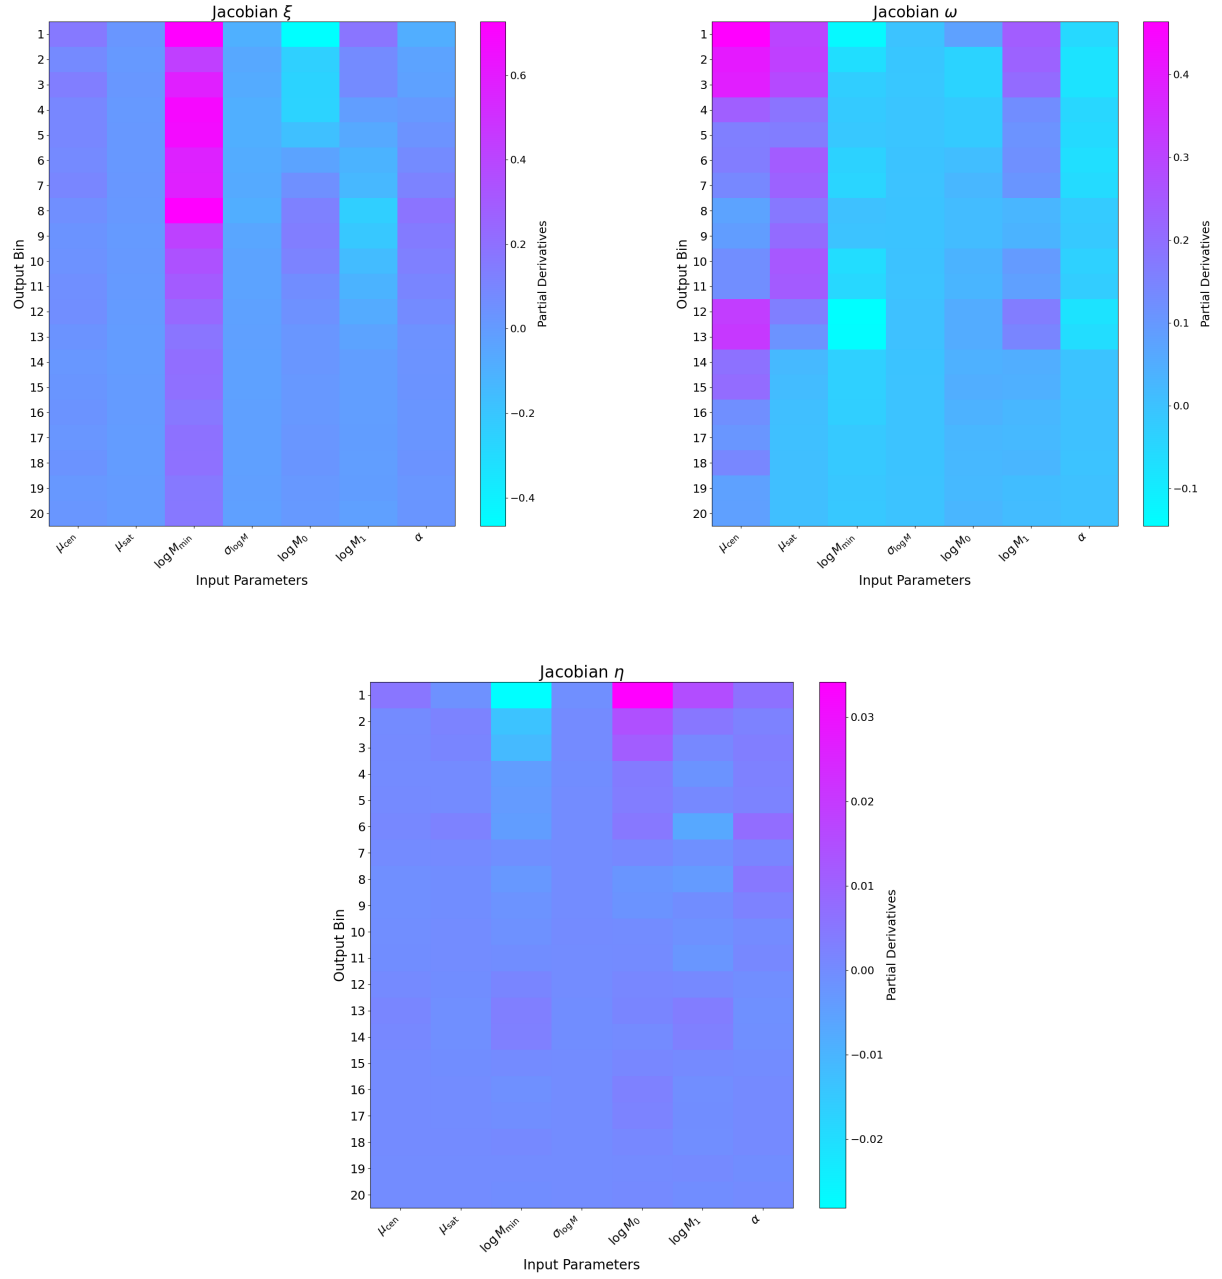 Jacobian ξ
Output Bin
1
2
3
4
5
6
7
8
9
10
11
12
13
14
15
16
17
18
19
20
μcen
μsat
log Mmin
σlog M
log M0
log M1
α
Input Parameters
0.6
0.4
0.2
0.0
−0.2
−0.4
Partial Derivatives
Jacobian ω
Output Bin
1
2
3
4
5
6
7
8
9
10
11
12
13
14
15
16
17
18
19
20
μcen
μsat
log Mmin
σlog M
log M0
log M1
α
Input Parameters
0.4
0.3
0.2
0.1
0.0
−0.1
Partial Derivatives
Jacobian η
Output Bin
1
2
3
4
5
6
7
8
9
10
11
12
13
14
15
16
17
18
19
20
μcen
μsat
log Mmin
σlog M
log M0
log M1
α
Input Parameters
0.03
0.02
0.01
0.00
−0.01
−0.02
Partial Derivatives